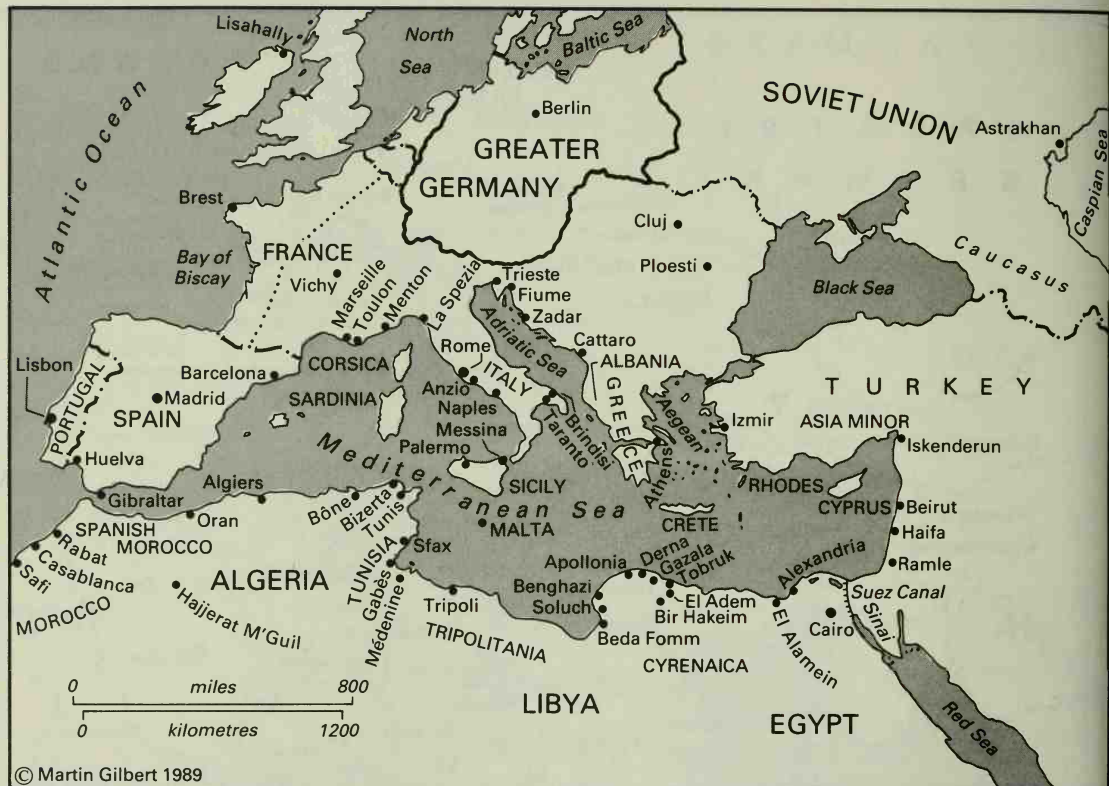 Lisahally
North
Sea
Baltic Sea
Atlantic Ocean
Berlin
SOVIET UNION
Astrakhan
Caspian Sea
GREATER
GERMANY
Brest
Cluj
Bay of
Biscay
FRANCE
Vichy
Ploesti
Caucasus
Marseille
Toulon
Menton
La Spezia
Trieste
Fiume
Zadar
Black Sea
Adriatic Sea
Cattaro
ALBANIA
Lisbon
PORTUGAL
Barcelona
CORSICA
Rome
ITALY
GREECE
TURKEY
Madrid
SPAIN
SARDINIA
Anzio
Naples
Messina
Brindisi
Taranto
Aegean
Izmir
ASIA MINOR
Iskenderun
Huelva
Palermo
Athens
Mediterranean Sea
Gibraltar
Algiers
SICILY
RHODES
Oran
Bône
Bizerta
Tunis
MALTA
CRETE
CYPRUS
Beirut
SPANISH
MOROCCO
Rabat
Casablanca
Safi
Sfax
Haifa
Apollonia
Derna
Gazala
Tobruk
Alexandria
Ramle
ALGERIA
TUNISIA
Gabès
Médenine
Benghazi
Soluch
El Adem
Bir Hakeim
Suez Canal
Sinai
MOROCCO
Hajjerat M'Guil
Tripoli
TRIPOLITANIA
Beda Fomm
CYRENAICA
El Alamein
Cairo
LIBYA
EGYPT
Red Sea
0 miles 800
0 kilometres 1200
© Martin Gilbert 1989